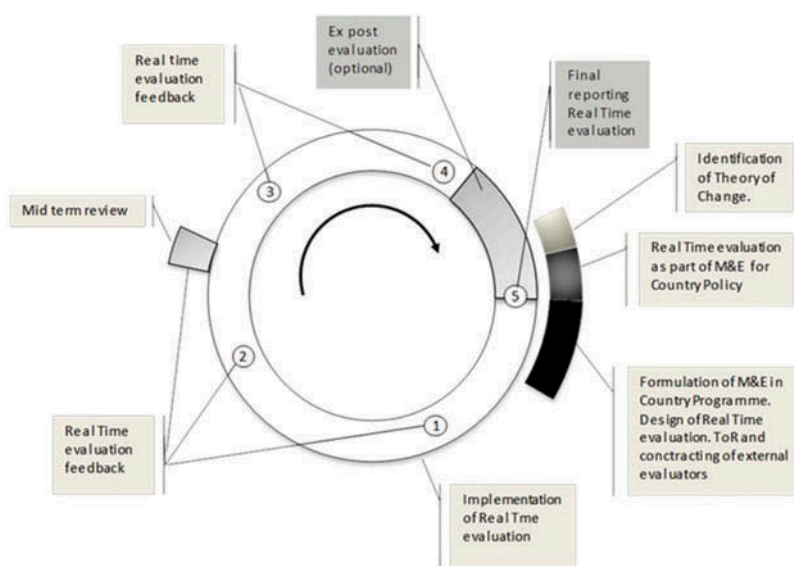 Real time
evaluation
feedback
Ex post
evaluation
(optional)
Final
reporting
Real Time
evaluation
Identification
of Theory of
Change.
Mid term review
Real Time evaluation
as part of M&E for
Country Policy
Formulation of M&E in
Country Programme.
Design of Real Time
evaluation. ToR and
conctracting of external
evaluators
Real Time
evaluation
feedback
Implementation
of Real Tme
evaluation
4
3
5
2
1